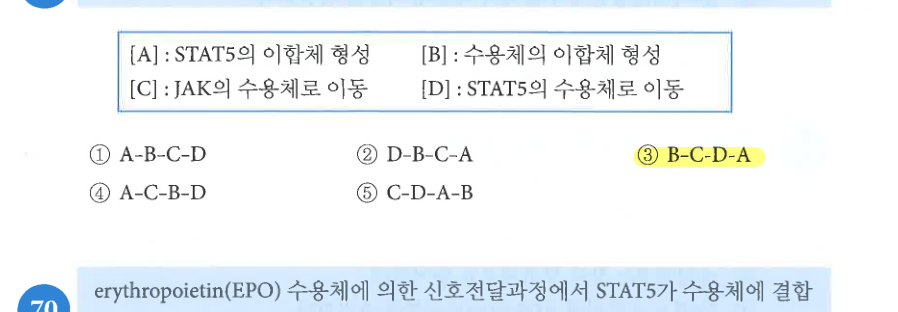 [A] : STAT5의 이합체 형성 [B] : 수용체의 이합체 형성
[C] : JAK의 수용체로 이동 [D] : STAT5의 수용체로 이동
① A-B-C-D ② D-B-C-A ③ B-C-D-A
④ A-C-B-D ⑤ C-D-A-B
70 erythropoietin(EPO) 수용체에 의한 신호전달과정에서 STAT5가 수용체에 결합